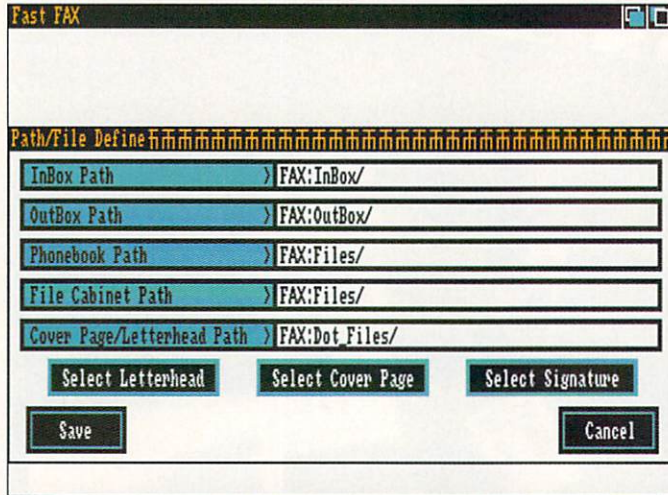 Fast FAX
Path/File Define
InBox Path > FAX:InBox/
OutBox Path > FAX:OutBox/
Phonebook Path > FAX:Files/
File Cabinet Path > FAX:Files/
Cover Page/Letterhead Path > FAX:Dot_Files/
Select Letterhead Select Cover Page Select Signature
Save Cancel